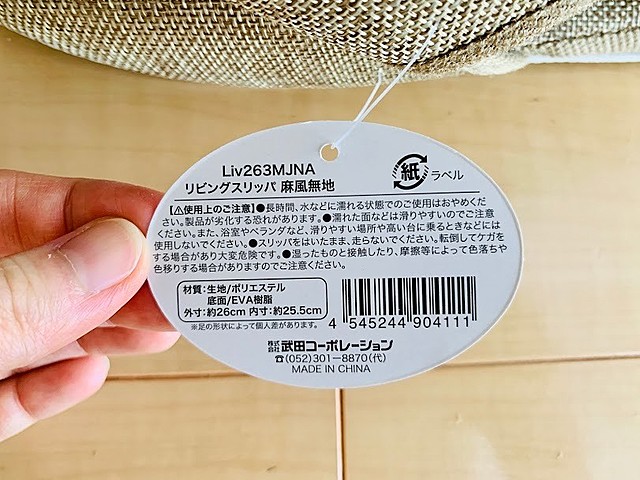 Liv263MJNA
リビングスリッパ 麻風無地
紙 ラベル
【⚠使用上のご注意】●長時間、水などに濡れる状態でのご使用はおやめくだ
さい。製品が劣化する恐れがあります。●濡れた面などは滑りやすいのでご注意
ください。また、浴室やベランダなど、滑りやすい場所や高い台に乗るときなどには
使用しないでください。●スリッパをはいたまま、走らないでください。転倒してケガを
する場合があり大変危険です。●湿ったものと接触したり、摩擦等によって色落ちや
色移りする場合がありますのでご注意ください。
材質:生地/ポリエステル
底面/EVA樹脂
外寸:約26cm 内寸:約25.5cm
※足の形状によって個人差があります。
4 545244 904111
株式会社 武田コーポレーション
☎(052)301-8870(代)
MADE IN CHINA